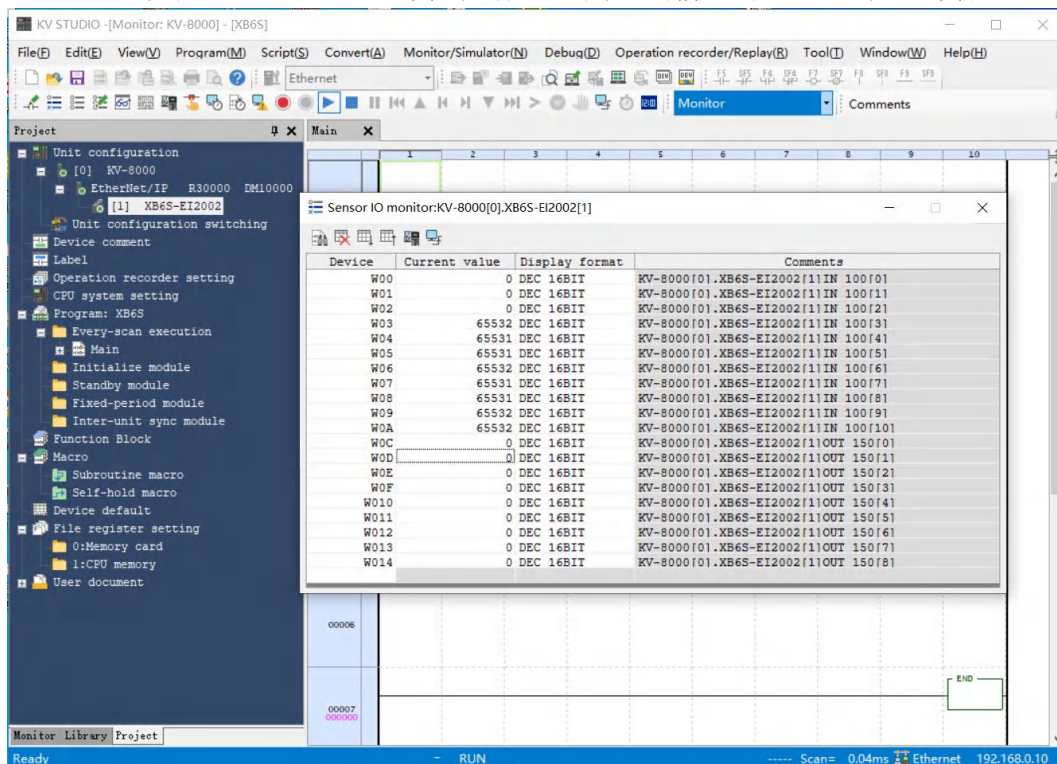 KV STUDIO -[Monitor: KV-8000] - [XB6S]
File(F) Edit(E) View(V) Program(M) Script(S) Convert(A) Monitor/Simulator(N) Debug(D) Operation recorder/Replay(R) Tool(T) Window(W) Help(H)
Ethernet F5 SF5 F4 SF4 F7 SF7 F8 SF8 F9 SF9
Monitor Comments
Project Main
1 2 3 4 5 6 7 8 9 10
Unit configuration
[0] KV-8000
EtherNet/IP R30000 DM10000
[1] XB6S-EI2002
Unit configuration switching
Device comment
Label
Operation recorder setting
CPU system setting
Program: XB6S
Every-scan execution
Main
Initialize module
Standby module
Fixed-period module
Inter-unit sync module
Function Block
Macro
Subroutine macro
Self-hold macro
Device default
File register setting
0:Memory card
1:CPU memory
User document
Monitor Library Project
Sensor IO monitor:KV-8000[0].XB6S-EI2002[1]
Device Current value Display format Comments
W00 0 DEC 16BIT KV-8000[0].XB6S-EI2002[1]IN 100[0]
W01 0 DEC 16BIT KV-8000[0].XB6S-EI2002[1]IN 100[1]
W02 0 DEC 16BIT KV-8000[0].XB6S-EI2002[1]IN 100[2]
W03 65532 DEC 16BIT KV-8000[0].XB6S-EI2002[1]IN 100[3]
W04 65531 DEC 16BIT KV-8000[0].XB6S-EI2002[1]IN 100[4]
W05 65531 DEC 16BIT KV-8000[0].XB6S-EI2002[1]IN 100[5]
W06 65532 DEC 16BIT KV-8000[0].XB6S-EI2002[1]IN 100[6]
W07 65531 DEC 16BIT KV-8000[0].XB6S-EI2002[1]IN 100[7]
W08 65531 DEC 16BIT KV-8000[0].XB6S-EI2002[1]IN 100[8]
W09 65532 DEC 16BIT KV-8000[0].XB6S-EI2002[1]IN 100[9]
W0A 65532 DEC 16BIT KV-8000[0].XB6S-EI2002[1]IN 100[10]
W0C 0 DEC 16BIT KV-8000[0].XB6S-EI2002[1]OUT 150[0]
W0D 0 DEC 16BIT KV-8000[0].XB6S-EI2002[1]OUT 150[1]
W0E 0 DEC 16BIT KV-8000[0].XB6S-EI2002[1]OUT 150[2]
W0F 0 DEC 16BIT KV-8000[0].XB6S-EI2002[1]OUT 150[3]
W010 0 DEC 16BIT KV-8000[0].XB6S-EI2002[1]OUT 150[4]
W011 0 DEC 16BIT KV-8000[0].XB6S-EI2002[1]OUT 150[5]
W012 0 DEC 16BIT KV-8000[0].XB6S-EI2002[1]OUT 150[6]
W013 0 DEC 16BIT KV-8000[0].XB6S-EI2002[1]OUT 150[7]
W014 0 DEC 16BIT KV-8000[0].XB6S-EI2002[1]OUT 150[8]
00006
END
00007
000000
Ready - RUN ----- Scan= 0.04ms Ethernet 192.168.0.10